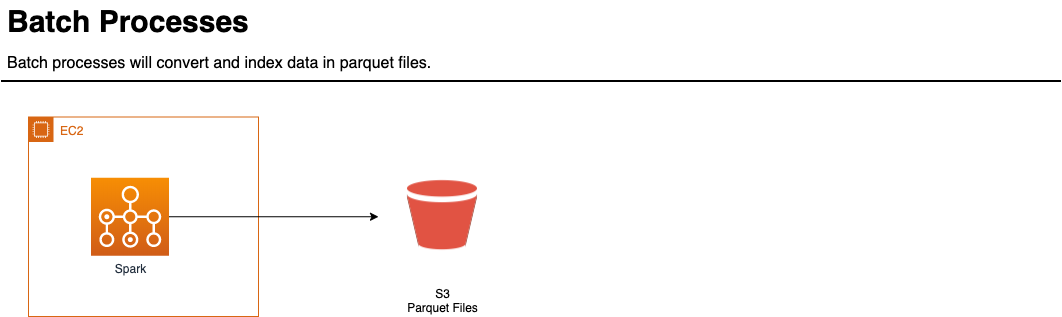 Batch Processes
Batch processes will convert and index data in parquet files.
EC2
Spark
S3
Parquet Files